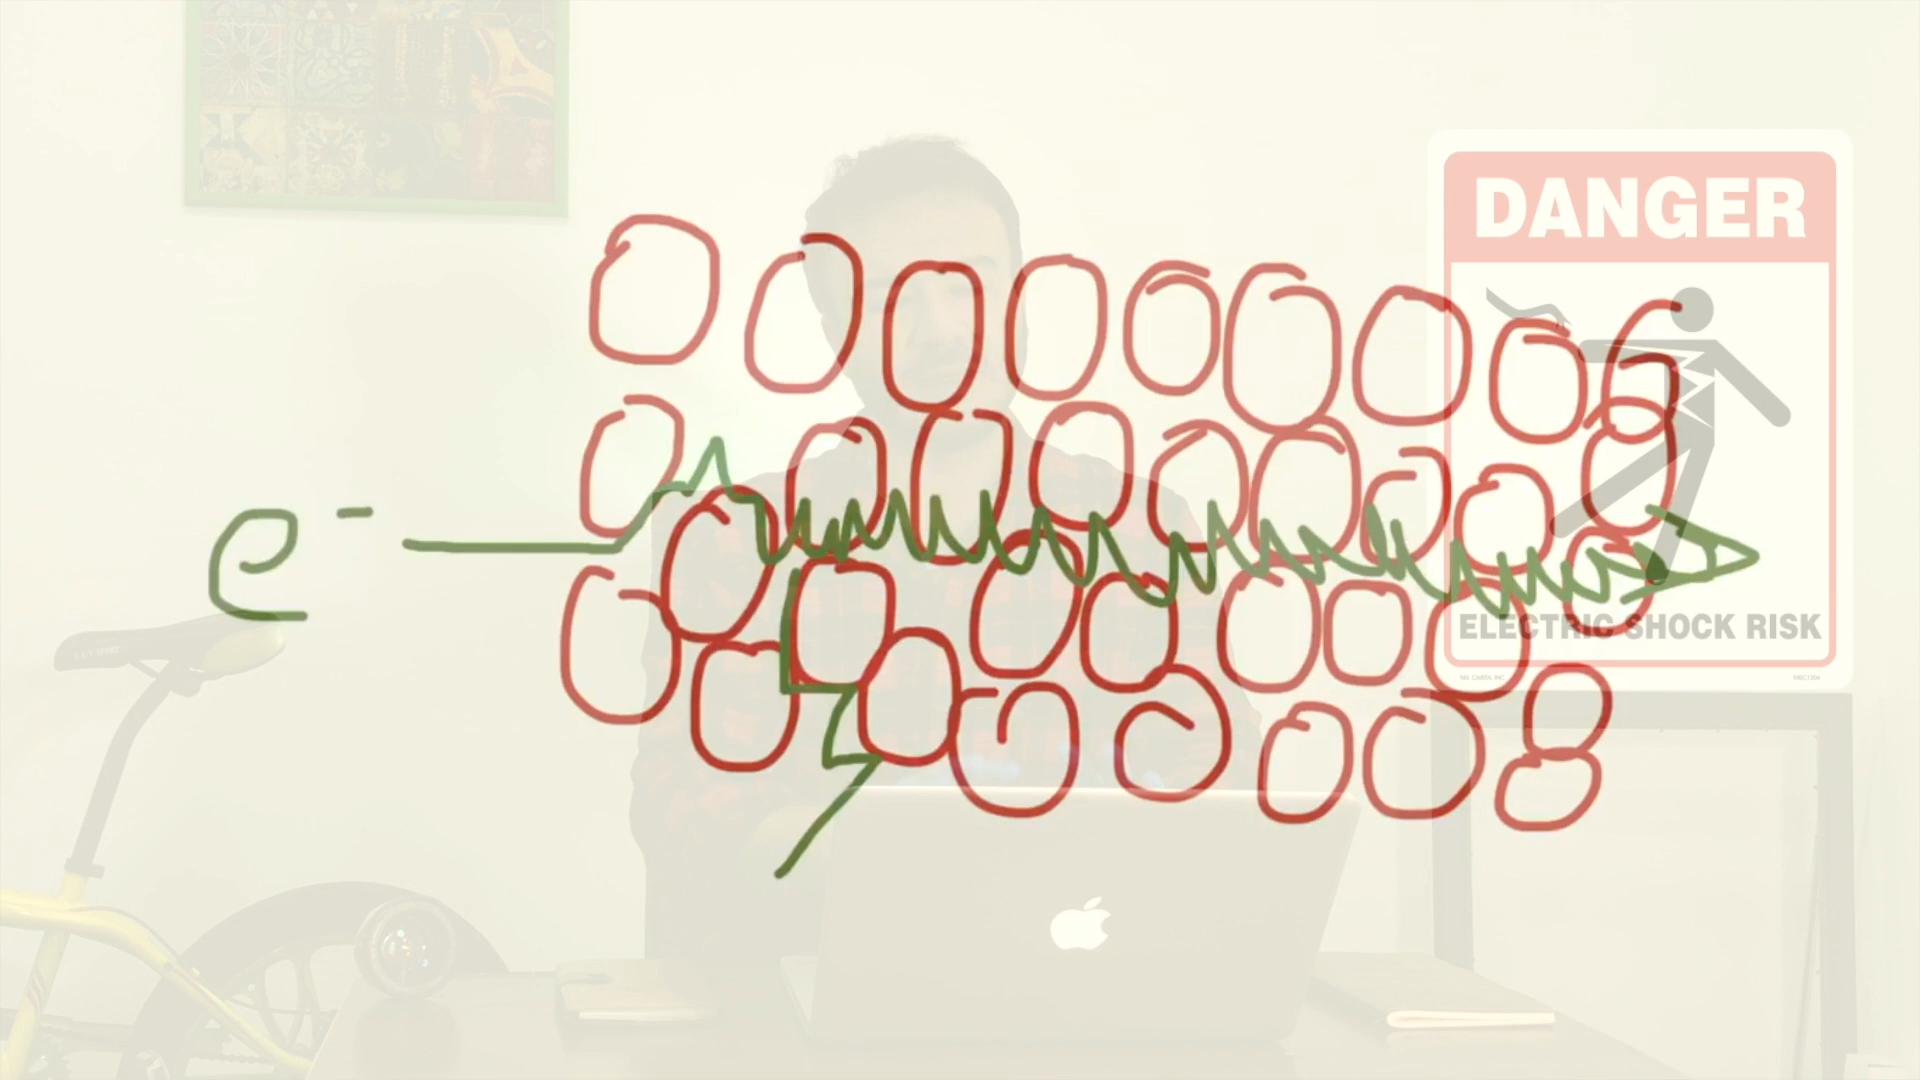 DANGER
e⁻
ELECTRIC SHOCK RISK